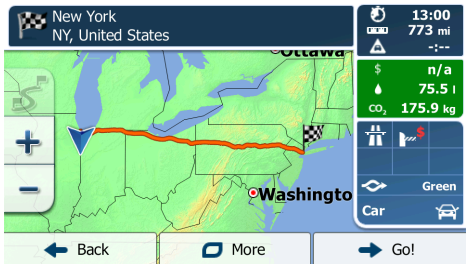 New York
NY, United States
13:00
773 mi
-:--
$ n/a
75.5 l
CO₂ 175.9 kg
Ottawa
$
Washingto
Green
Car
Back
More
Go!